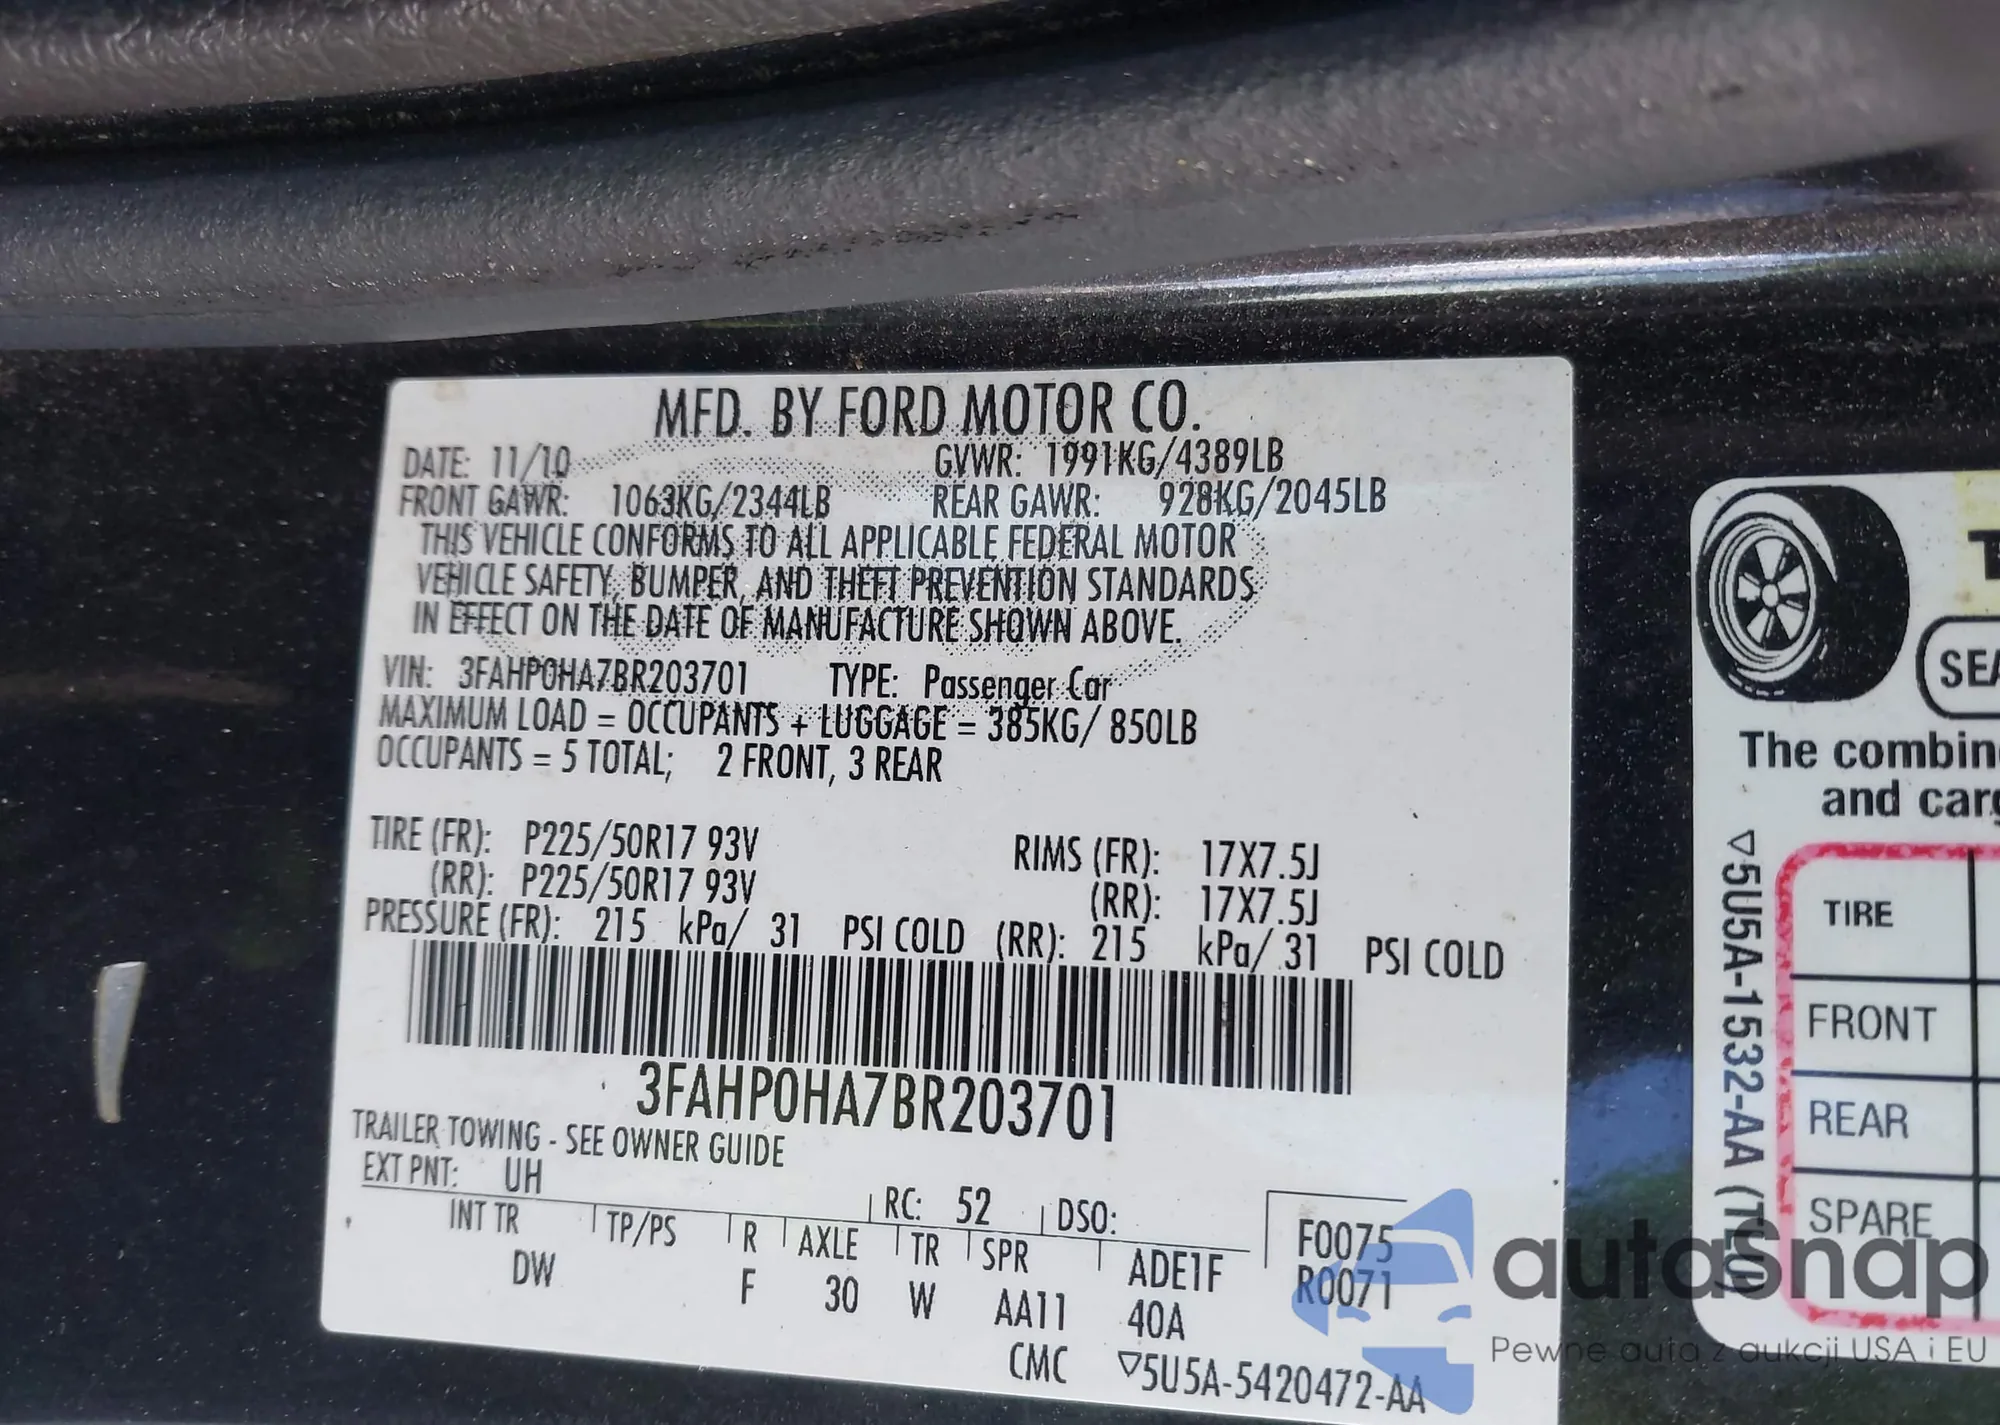 MFD. BY FORD MOTOR CO.
DATE: 11/10 GVWR: 1991KG/4389LB
FRONT GAWR: 1063KG/2344LB REAR GAWR: 928KG/2045LB
THIS VEHICLE CONFORMS TO ALL APPLICABLE FEDERAL MOTOR
VEHICLE SAFETY, BUMPER, AND THEFT PREVENTION STANDARDS
IN EFFECT ON THE DATE OF MANUFACTURE SHOWN ABOVE.
VIN: 3FAHP0HA7BR203701 TYPE: Passenger Car
MAXIMUM LOAD = OCCUPANTS + LUGGAGE = 385KG/ 850LB
OCCUPANTS = 5 TOTAL; 2 FRONT, 3 REAR
TIRE (FR): P225/50R17 93V RIMS (FR): 17X7.5J
(RR): P225/50R17 93V (RR): 17X7.5J
PRESSURE (FR): 215 kPa/ 31 PSI COLD (RR): 215 kPa/ 31 PSI COLD
3FAHP0HA7BR203701
TRAILER TOWING - SEE OWNER GUIDE
EXT PNT: UH RC: 52 DSO:
INT TR TP/PS R AXLE TR SPR ADE1F F0075
DW F 30 W AA11 40A R0071
CMC ▽5U5A-5420472-AA
SEA
The combin
and carg
▽5U5A-1532-AA (TLO)
TIRE
FRONT
REAR
SPARE
autosnap
Pewne auta z aukcji USA i EU